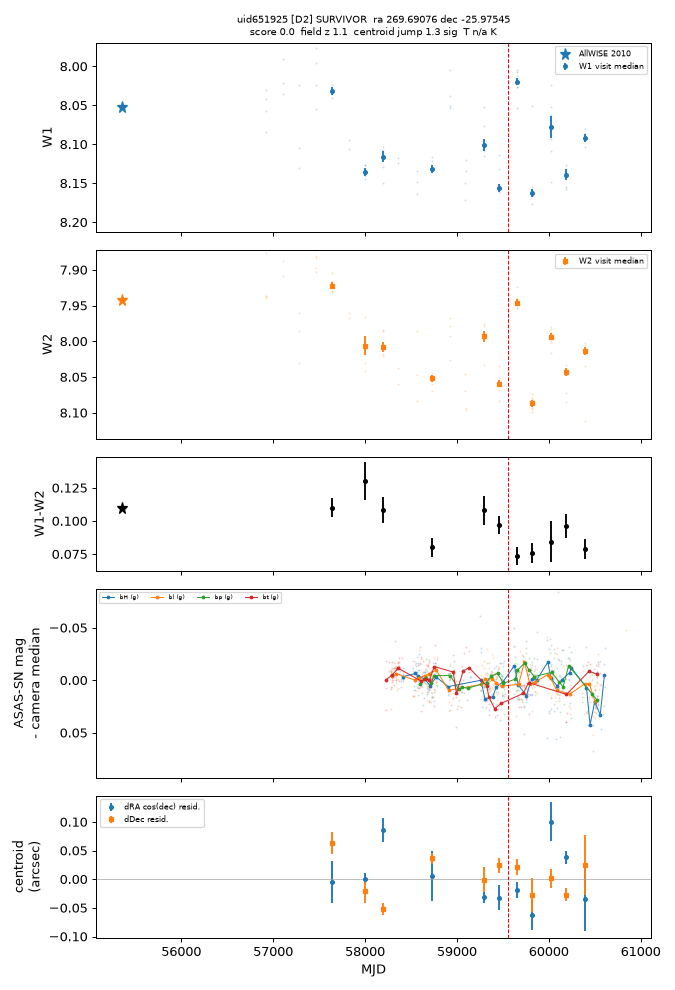 uid651925 [D2] SURVIVOR  ra 269.69076 dec -25.97545
score 0.0  field z 1.1  centroid jump 1.3 sig  T n/a K
AllWISE 2010
W1 visit median
8.00
8.05
8.10
8.15
8.20
W1
W2 visit median
7.90
7.95
8.00
8.05
8.10
W2
0.125
0.100
0.075
W1-W2
bH (g)
bI (g)
bp (g)
bt (g)
−0.05
0.00
0.05
ASAS-SN mag
- camera median
dRA cos(dec) resid.
dDec resid.
0.10
0.05
0.00
−0.05
−0.10
centroid
(arcsec)
56000
57000
58000
59000
60000
61000
MJD